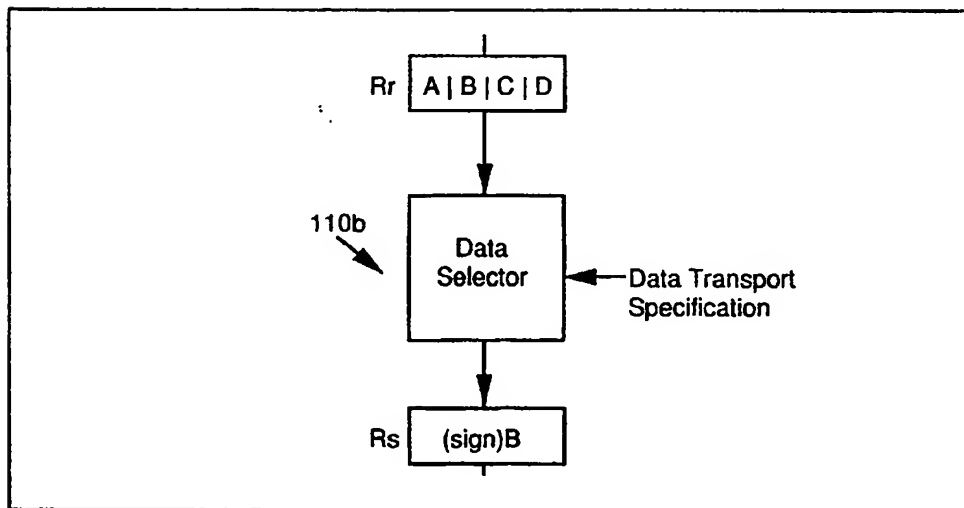 Rr A | B | C | D
110b
Data
Selector
Data Transport
Specification
Rs (sign)B